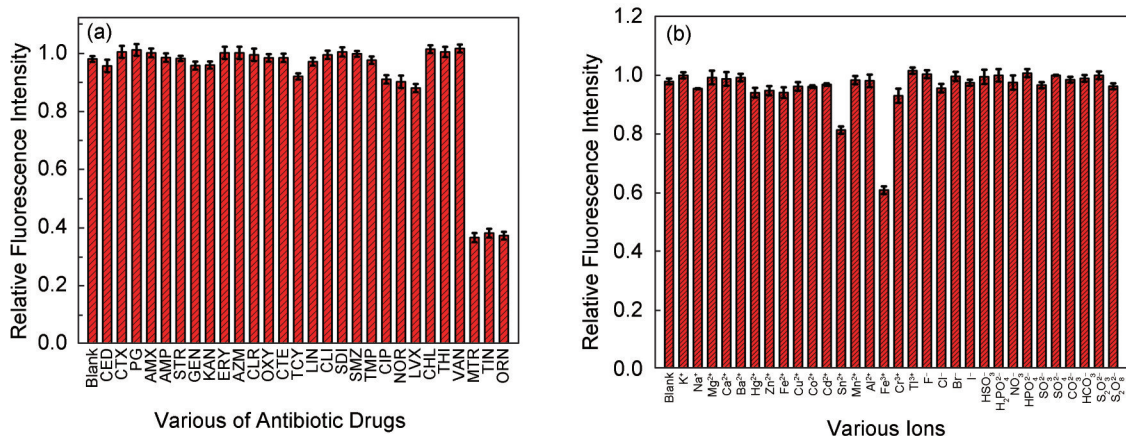 (a)
Relative Fluorescence Intensity
1.0
0.8
0.6
0.4
0.2
0.0
Blank
CED
CTX
PG
AMX
AMP
STR
GEN
KAN
ERY
AZM
CLR
OXY
CTE
TCY
LIN
CLI
SDI
SMZ
TMP
CIP
NOR
LVX
CHL
THI
VAN
MTR
TIN
ORN
Various of Antibiotic Drugs
(b)
Relative Fluorescence Intensity
1.2
1.0
0.8
0.6
0.4
0.2
0.0
Blank
K⁺
Na⁺
Mg²⁺
Ca²⁺
Ba²⁺
Hg²⁺
Zn²⁺
Fe²⁺
Cu²⁺
Co²⁺
Cd²⁺
Sn²⁺
Mn²⁺
Al²⁺
Fe³⁺
Cr³⁺
Tl³⁺
F⁻
Cl⁻
Br⁻
I⁻
HSO₃⁻
H₂PO₄²⁻
NO₃⁻
HPO₄²⁻
SO₃²⁻
SO₄²⁻
CO₃²⁻
HCO₃⁻
S₂O₃²⁻
S₂O₈²⁻
Various Ions